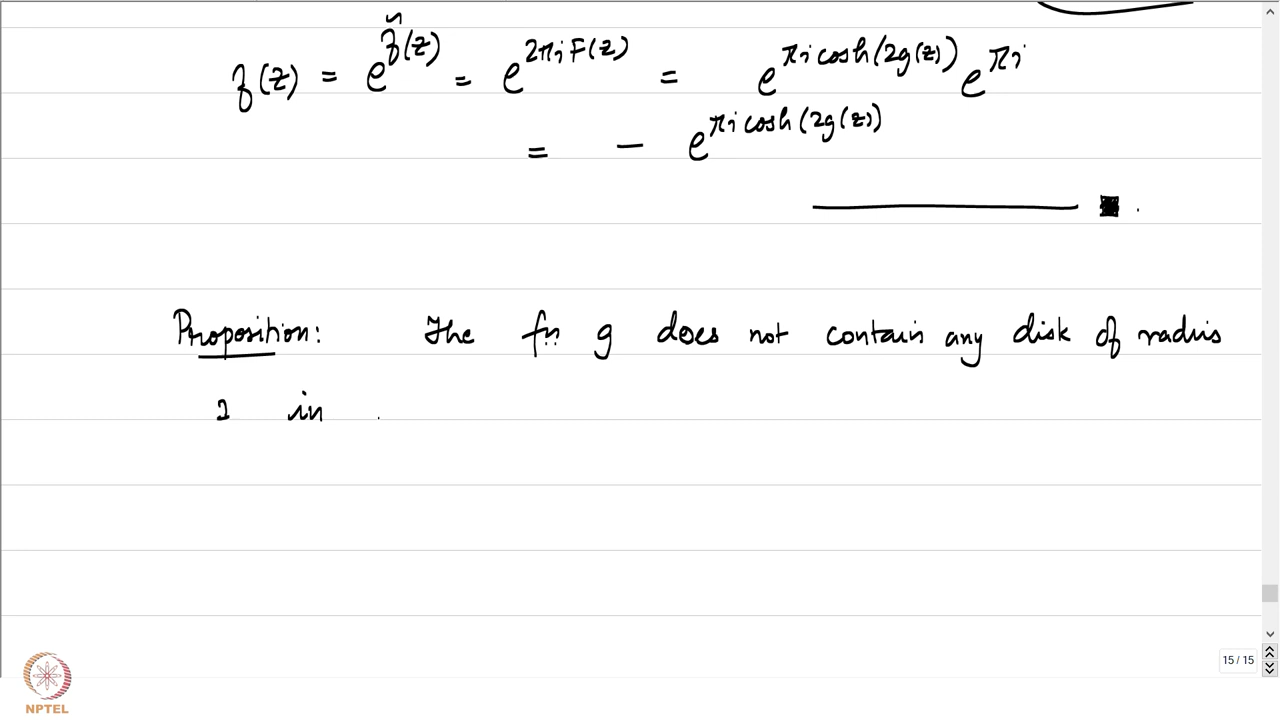 f(z) = e^{f̃(z)} = e^{2πi F(z)} = e^{πi cosh(2g(z))} e^{πi}
= - e^{πi cosh(2g(z))}
Proposition: The fn g does not contain any disk of radius
1 in
15 / 15
NPTEL